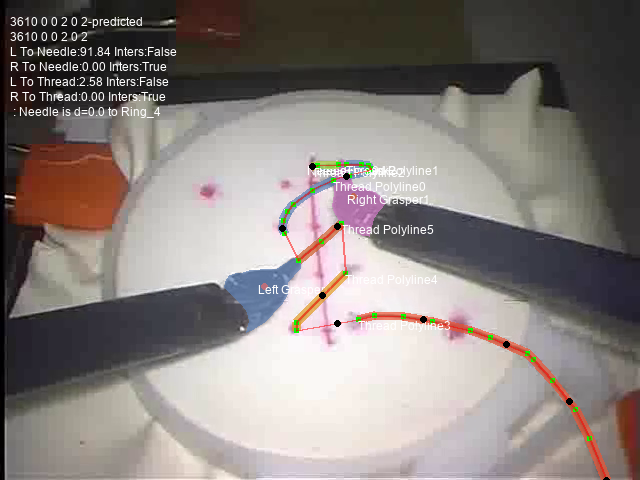 3610 0 0 2 0 2-predicted
3610 0 0 2 0 2
L To Needle:91.84 Inters:False
R To Needle:0.00 Inters:True
L To Thread:2.58 Inters:False
R To Thread:0.00 Inters:True
: Needle is d=0.0 to Ring_4
Polyline1
Thread Polyline0
Right Grasper1
Thread Polyline5
Thread Polyline4
Left Grasper
Thread Polyline3